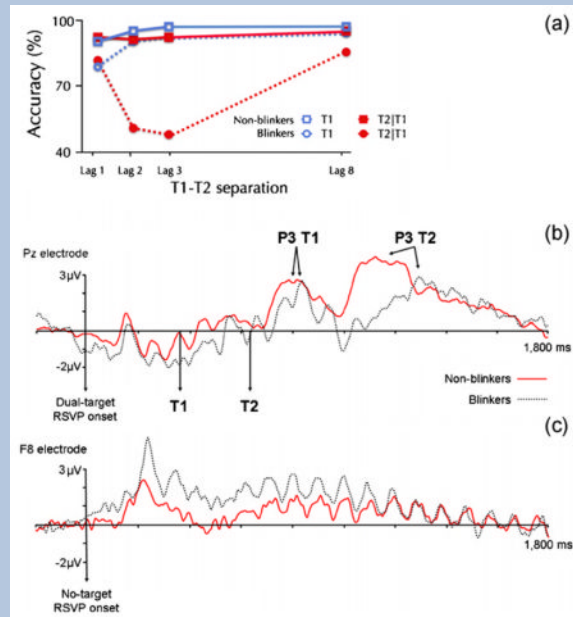 (a)
Accuracy (%)
100
70
40
Non-blinkers T1 T2|T1
Blinkers T1 T2|T1
Lag 1 Lag 2 Lag 3 Lag 8
T1-T2 separation
(b)
P3 T1 P3 T2
Pz electrode
3µV
-2µV
1,800 ms
Dual-target
RSVP onset
T1 T2
Non-blinkers
Blinkers
(c)
F8 electrode
3µV
-2µV
1,800 ms
No-target
RSVP onset